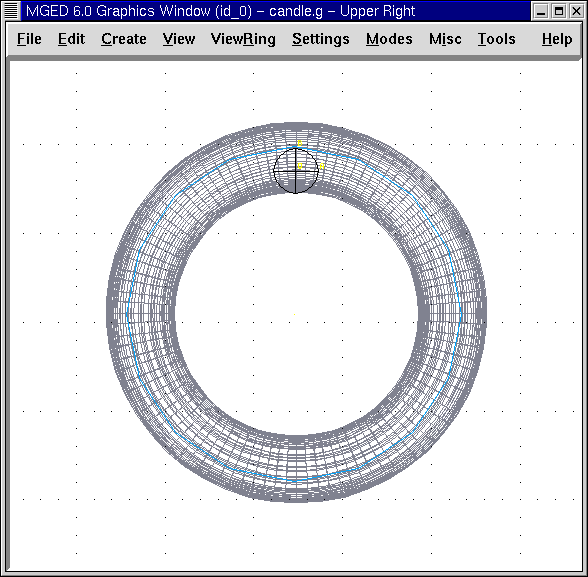 MGED 6.0 Graphics Window (id_0) – candle.g – Upper Right
File Edit Create View ViewRing Settings Modes Misc Tools Help